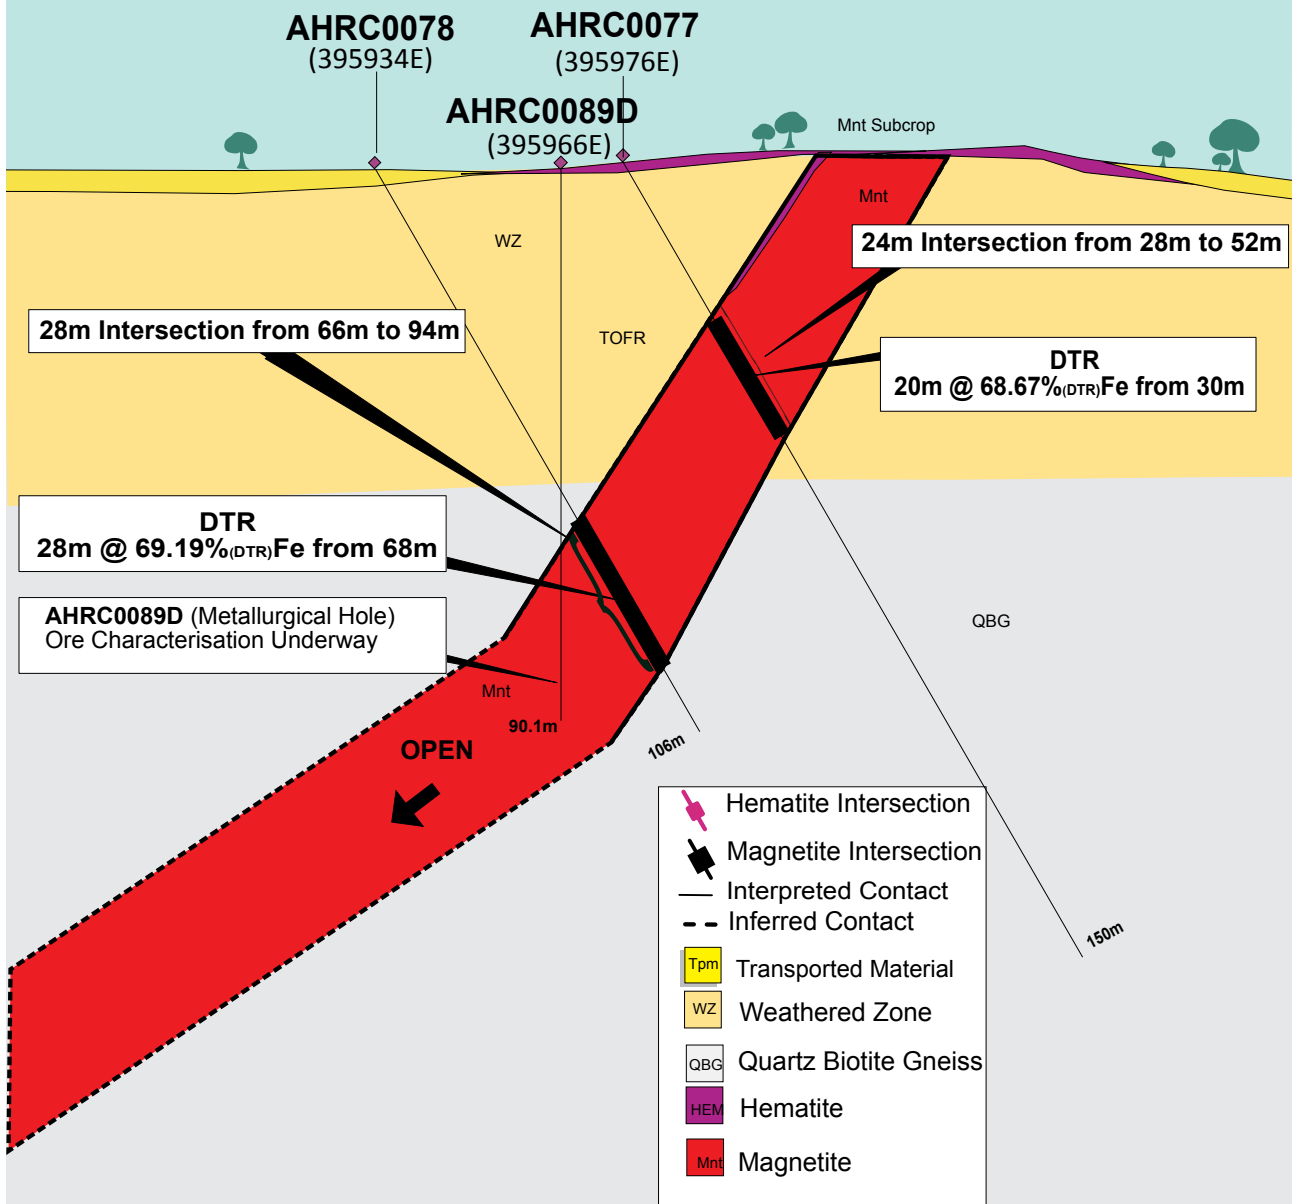 AHRC0078
(395934E)
AHRC0077
(395976E)
AHRC0089D
(395966E)
Mnt Subcrop
Mnt
WZ
24m Intersection from 28m to 52m
28m Intersection from 66m to 94m
TOFR
DTR
20m @ 68.67%(DTR)Fe from 30m
DTR
28m @ 69.19%(DTR)Fe from 68m
AHRC0089D (Metallurgical Hole)
Ore Characterisation Underway
QBG
Mnt
90.1m
106m
OPEN
150m
Hematite Intersection
Magnetite Intersection
Interpreted Contact
Inferred Contact
Tpm Transported Material
WZ Weathered Zone
QBG Quartz Biotite Gneiss
HEM Hematite
Mnt Magnetite